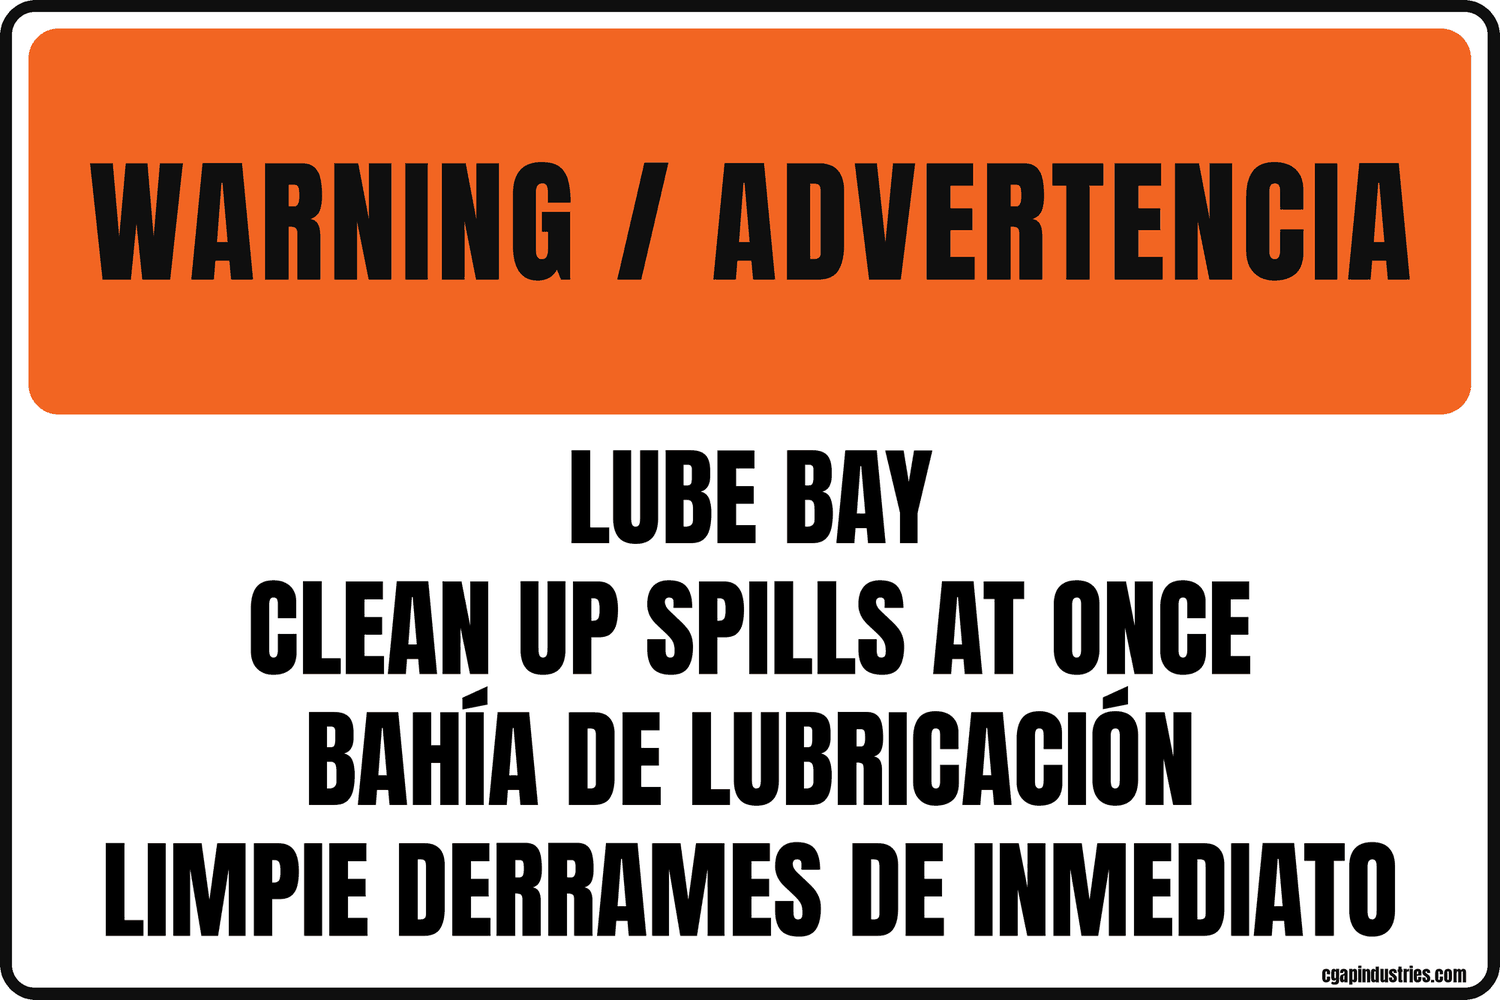 WARNING / ADVERTENCIA
LUBE BAY
CLEAN UP SPILLS AT ONCE
BAHÍA DE LUBRICACIÓN
LIMPIE DERRAMES DE INMEDIATO
cgapindustries.com